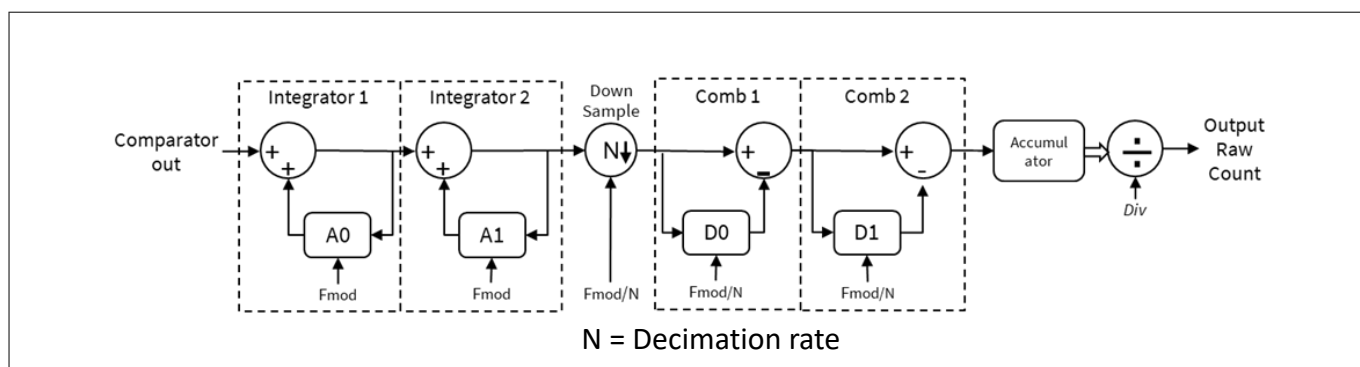 Integrator 1
Integrator 2
Down
Sample
Comb 1
Comb 2
Comparator
out
+
+
+
+
N↓
+
-
+
-
Accumul
ator
÷
Output
Raw
Count
Div
A0
A1
D0
D1
Fmod
Fmod
Fmod/N
Fmod/N
Fmod/N
N = Decimation rate